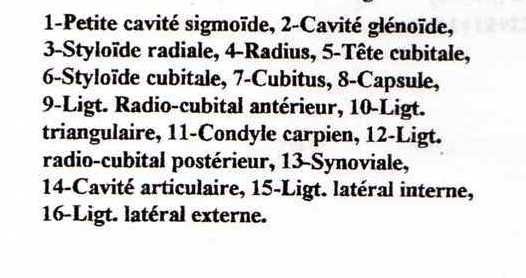 1-Petite cavité sigmoïde, 2-Cavité glénoïde,
3-Styloïde radiale, 4-Radius, 5-Tête cubitale,
6-Styloïde cubitale, 7-Cubitus, 8-Capsule,
9-Ligt. Radio-cubital antérieur, 10-Ligt.
triangulaire, 11-Condyle carpien, 12-Ligt.
radio-cubital postérieur, 13-Synoviale,
14-Cavité articulaire, 15-Ligt. latéral interne,
16-Ligt. latéral externe.